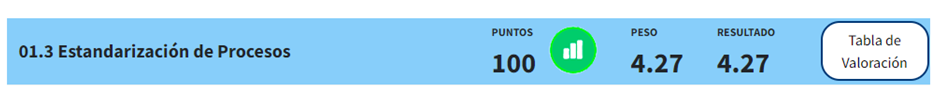 01.3 Estandarización de Procesos
PUNTOS
100
PESO
4.27
RESULTADO
4.27
Tabla de
Valoración